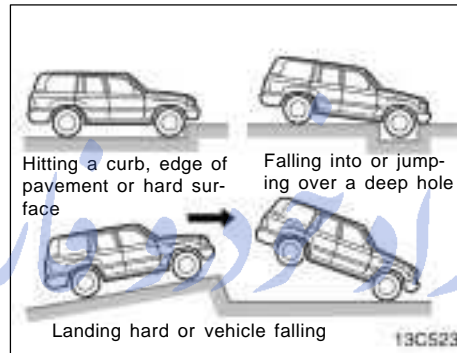 Hitting a curb, edge of
pavement or hard sur-
face
Falling into or jump-
ing over a deep hole
Landing hard or vehicle falling
13C523